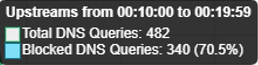 Upstreams from 00:10:00 to 00:19:59
Total DNS Queries: 482
Blocked DNS Queries: 340 (70.5%)